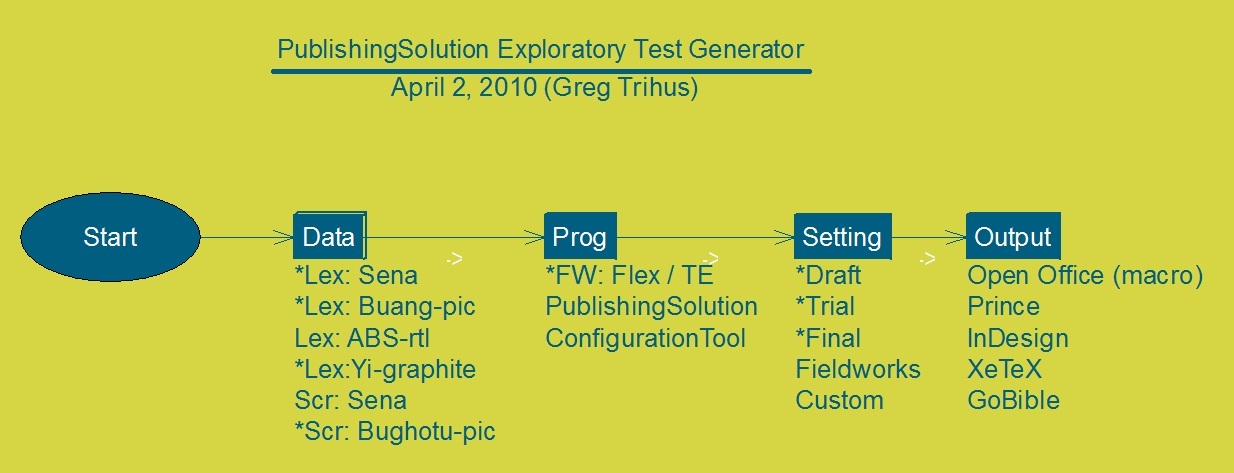 PublishingSolution Exploratory Test Generator
April 2, 2010 (Greg Trihus)
Start
Data
->
*Lex: Sena
*Lex: Buang-pic
Lex: ABS-rtl
*Lex:Yi-graphite
Scr: Sena
*Scr: Bughotu-pic
Prog
->
*FW: Flex / TE
PublishingSolution
ConfigurationTool
Setting
->
*Draft
*Trial
*Final
Fieldworks
Custom
Output
Open Office (macro)
Prince
InDesign
XeTeX
GoBible